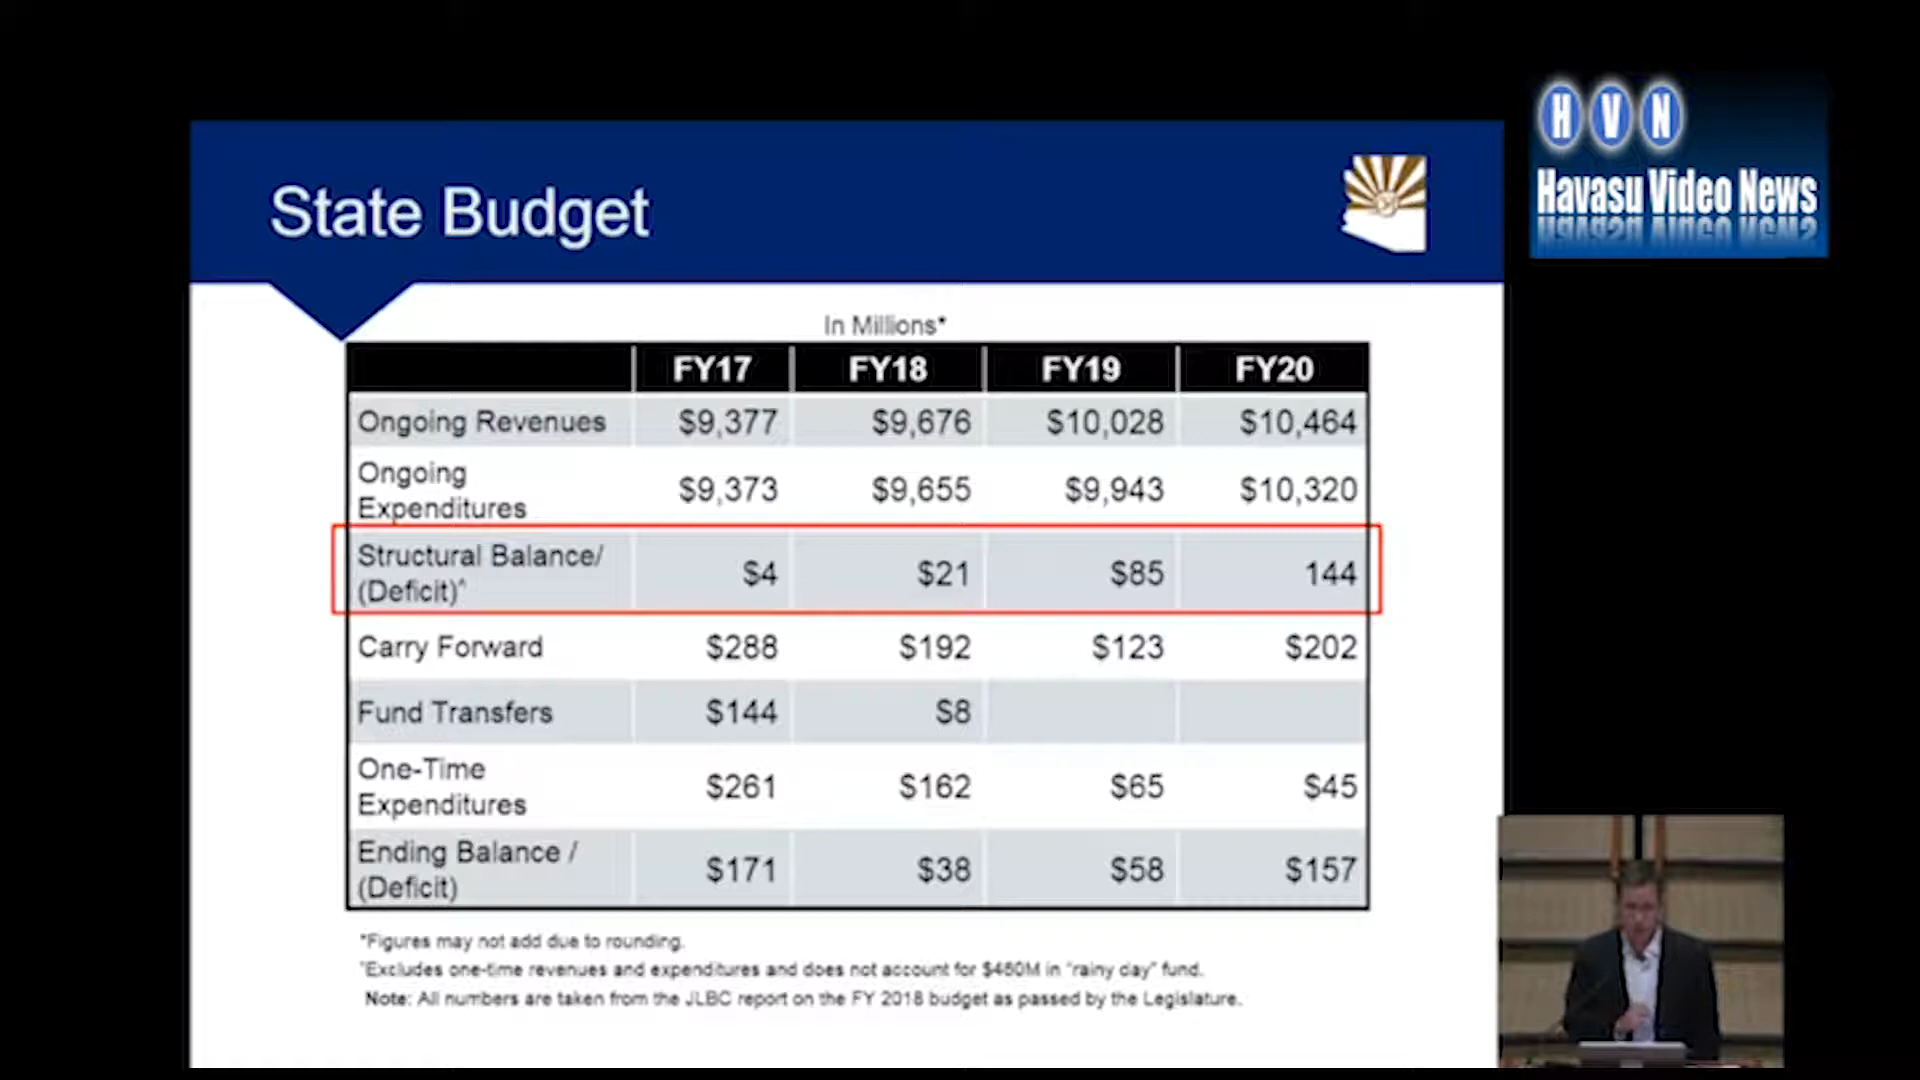 H V N
Havasu Video News
State Budget
In Millions*
FY17 FY18 FY19 FY20
Ongoing Revenues $9,377 $9,676 $10,028 $10,464
Ongoing
Expenditures $9,373 $9,655 $9,943 $10,320
Structural Balance/
(Deficit)^ $4 $21 $85 144
Carry Forward $288 $192 $123 $202
Fund Transfers $144 $8
One-Time
Expenditures $261 $162 $65 $45
Ending Balance /
(Deficit) $171 $38 $58 $157
*Figures may not add due to rounding.
^Excludes one-time revenues and expenditures and does not account for $460M in "rainy day" fund.
Note: All numbers are taken from the JLBC report on the FY 2018 budget as passed by the Legislature.